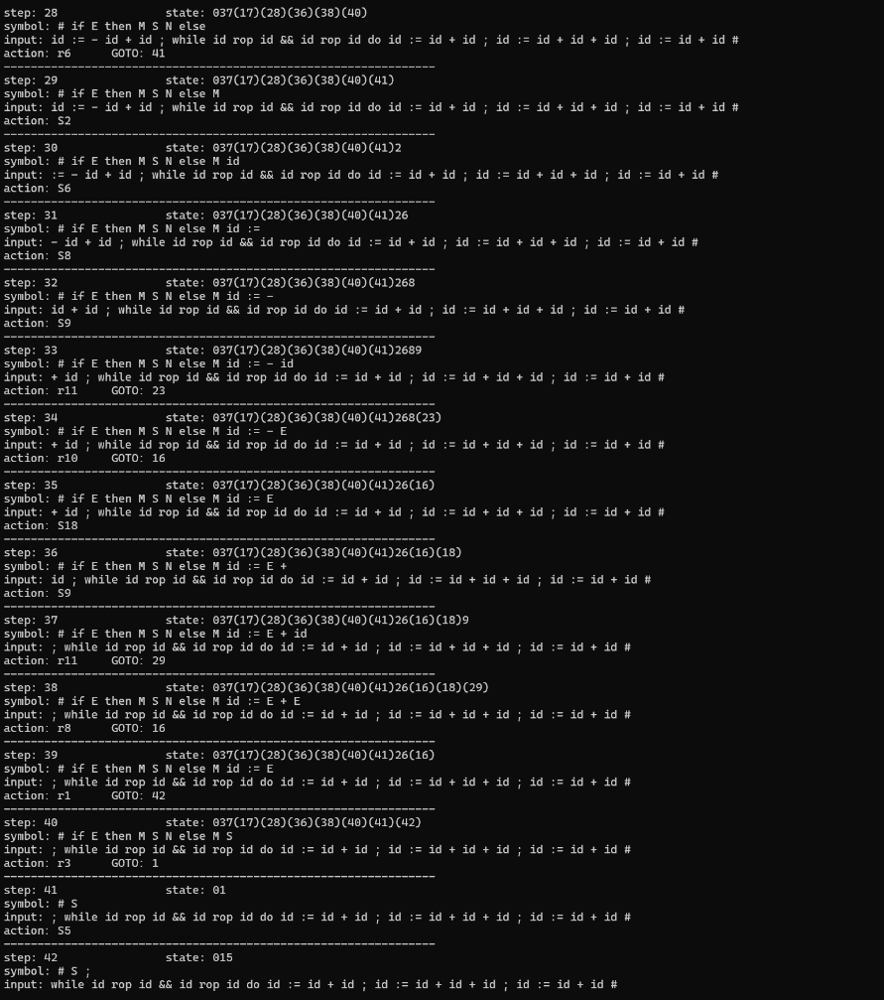 step: 28 state: 037(17)(28)(36)(38)(40)
symbol: # if E then M S N else
input: id := - id + id ; while id rop id && id rop id do id := id + id ; id := id + id + id ; id := id + id #
action: r6 GOTO: 41
----------------------------------------------------------------
step: 29 state: 037(17)(28)(36)(38)(40)(41)
symbol: # if E then M S N else M
input: id := - id + id ; while id rop id && id rop id do id := id + id ; id := id + id + id ; id := id + id #
action: S2
----------------------------------------------------------------
step: 30 state: 037(17)(28)(36)(38)(40)(41)2
symbol: # if E then M S N else M id
input: := - id + id ; while id rop id && id rop id do id := id + id ; id := id + id + id ; id := id + id #
action: S6
----------------------------------------------------------------
step: 31 state: 037(17)(28)(36)(38)(40)(41)26
symbol: # if E then M S N else M id :=
input: - id + id ; while id rop id && id rop id do id := id + id ; id := id + id + id ; id := id + id #
action: S8
----------------------------------------------------------------
step: 32 state: 037(17)(28)(36)(38)(40)(41)268
symbol: # if E then M S N else M id := -
input: id + id ; while id rop id && id rop id do id := id + id ; id := id + id + id ; id := id + id #
action: S9
----------------------------------------------------------------
step: 33 state: 037(17)(28)(36)(38)(40)(41)2689
symbol: # if E then M S N else M id := - id
input: + id ; while id rop id && id rop id do id := id + id ; id := id + id + id ; id := id + id #
action: r11 GOTO: 23
----------------------------------------------------------------
step: 34 state: 037(17)(28)(36)(38)(40)(41)268(23)
symbol: # if E then M S N else M id := - E
input: + id ; while id rop id && id rop id do id := id + id ; id := id + id + id ; id := id + id #
action: r10 GOTO: 16
----------------------------------------------------------------
step: 35 state: 037(17)(28)(36)(38)(40)(41)26(16)
symbol: # if E then M S N else M id := E
input: + id ; while id rop id && id rop id do id := id + id ; id := id + id + id ; id := id + id #
action: S18
----------------------------------------------------------------
step: 36 state: 037(17)(28)(36)(38)(40)(41)26(16)(18)
symbol: # if E then M S N else M id := E +
input: id ; while id rop id && id rop id do id := id + id ; id := id + id + id ; id := id + id #
action: S9
----------------------------------------------------------------
step: 37 state: 037(17)(28)(36)(38)(40)(41)26(16)(18)9
symbol: # if E then M S N else M id := E + id
input: ; while id rop id && id rop id do id := id + id ; id := id + id + id ; id := id + id #
action: r11 GOTO: 29
----------------------------------------------------------------
step: 38 state: 037(17)(28)(36)(38)(40)(41)26(16)(18)(29)
symbol: # if E then M S N else M id := E + E
input: ; while id rop id && id rop id do id := id + id ; id := id + id + id ; id := id + id #
action: r8 GOTO: 16
----------------------------------------------------------------
step: 39 state: 037(17)(28)(36)(38)(40)(41)26(16)
symbol: # if E then M S N else M id := E
input: ; while id rop id && id rop id do id := id + id ; id := id + id + id ; id := id + id #
action: r1 GOTO: 42
----------------------------------------------------------------
step: 40 state: 037(17)(28)(36)(38)(40)(41)(42)
symbol: # if E then M S N else M S
input: ; while id rop id && id rop id do id := id + id ; id := id + id + id ; id := id + id #
action: r3 GOTO: 1
----------------------------------------------------------------
step: 41 state: 01
symbol: # S
input: ; while id rop id && id rop id do id := id + id ; id := id + id + id ; id := id + id #
action: S5
----------------------------------------------------------------
step: 42 state: 015
symbol: # S ;
input: while id rop id && id rop id do id := id + id ; id := id + id + id ; id := id + id #